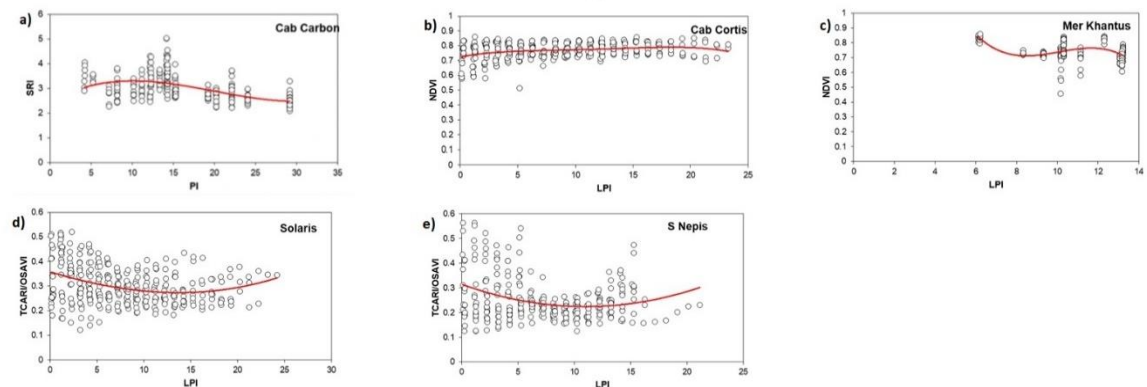 a)
Cab Carbon
6
5
4
3
2
1
0
SRI
0 5 10 15 20 25 30 35
PI
b)
Cab Cortis
1
0.9
0.8
0.7
0.6
0.5
0.4
0.3
0.2
0.1
0
NDVI
0 5 10 15 20 25
LPI
c)
Mer Khantus
1
0.9
0.8
0.7
0.6
0.5
0.4
0.3
0.2
0.1
0
NDVI
0 2 4 6 8 10 12 14
LPI
d)
Solaris
0.6
0.5
0.4
0.3
0.2
0.1
0
TCARI/OSAVI
0 5 10 15 20 25 30
LPI
e)
S Nepis
0.6
0.5
0.4
0.3
0.2
0.1
0
TCARI/OSAVI
0 5 10 15 20 25
LPI